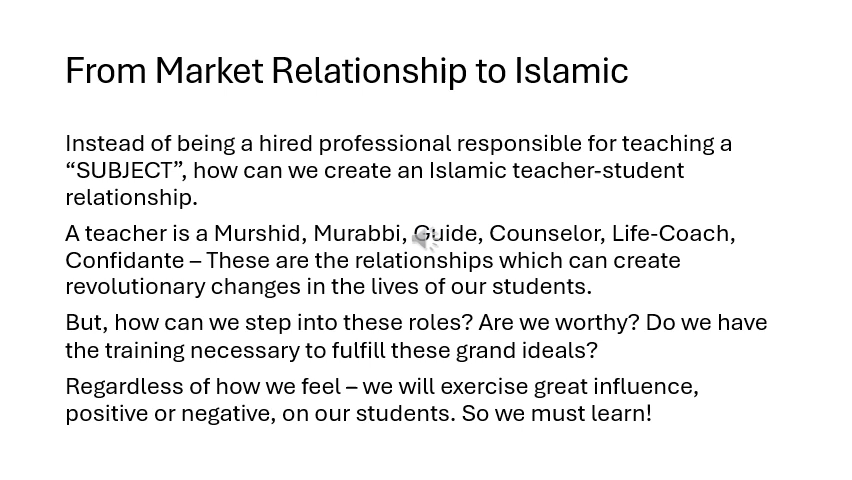 From Market Relationship to Islamic
Instead of being a hired professional responsible for teaching a
“SUBJECT”, how can we create an Islamic teacher-student
relationship.
A teacher is a Murshid, Murabbi, Guide, Counselor, Life-Coach,
Confidante – These are the relationships which can create
revolutionary changes in the lives of our students.
But, how can we step into these roles? Are we worthy? Do we have
the training necessary to fulfill these grand ideals?
Regardless of how we feel – we will exercise great influence,
positive or negative, on our students. So we must learn!